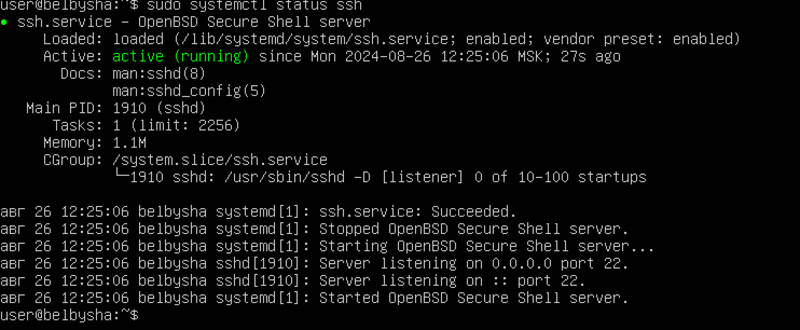 user@belbysha:~$ sudo systemctl status ssh
● ssh.service – OpenBSD Secure Shell server
Loaded: loaded (/lib/systemd/system/ssh.service; enabled; vendor preset: enabled)
Active: active (running) since Mon 2024-08-26 12:25:06 MSK; 27s ago
Docs: man:sshd(8)
man:sshd_config(5)
Main PID: 1910 (sshd)
Tasks: 1 (limit: 2256)
Memory: 1.1M
CGroup: /system.slice/ssh.service
└─1910 sshd: /usr/sbin/sshd -D [listener] 0 of 10-100 startups
авг 26 12:25:06 belbysha systemd[1]: ssh.service: Succeeded.
авг 26 12:25:06 belbysha systemd[1]: Stopped OpenBSD Secure Shell server.
авг 26 12:25:06 belbysha systemd[1]: Starting OpenBSD Secure Shell server...
авг 26 12:25:06 belbysha sshd[1910]: Server listening on 0.0.0.0 port 22.
авг 26 12:25:06 belbysha sshd[1910]: Server listening on :: port 22.
авг 26 12:25:06 belbysha systemd[1]: Started OpenBSD Secure Shell server.
user@belbysha:~$